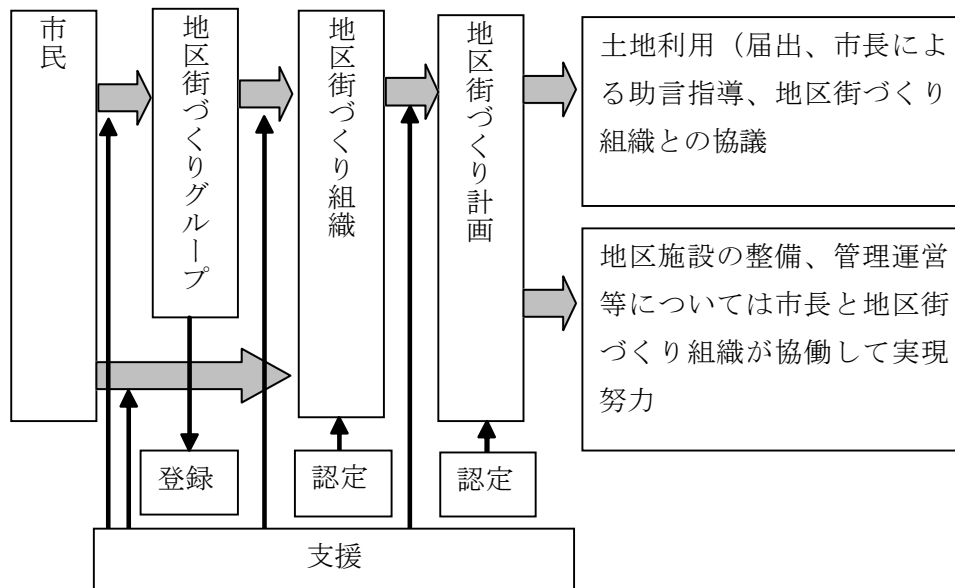 市民
地区街づくりグループ
地区街づくり組織
地区街づくり計画
土地利用（届出、市長によ
る助言指導、地区街づくり
組織との協議
地区施設の整備、管理運営
等については市長と地区街
づくり組織が協働して実現
努力
登録
認定
認定
支援